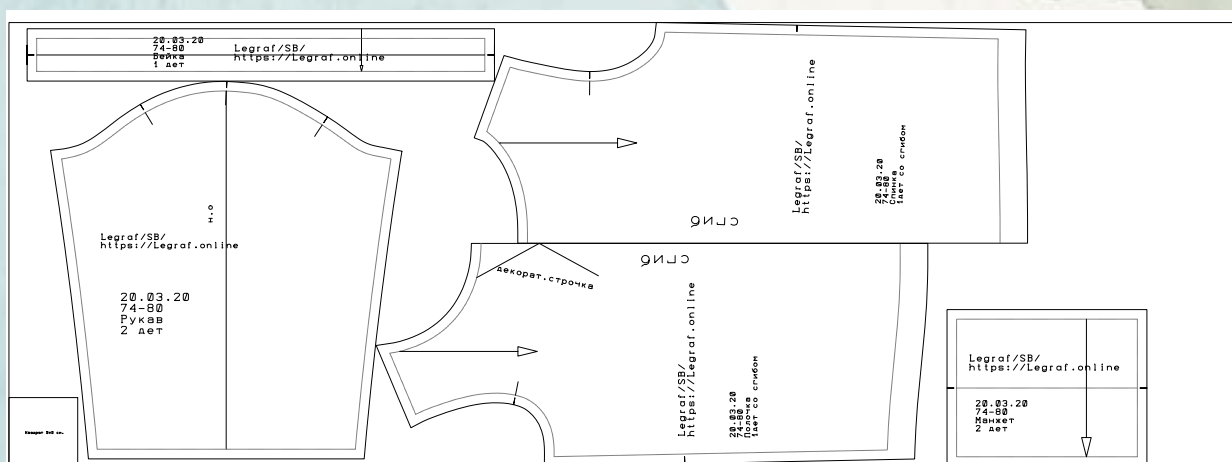 20.03.20
74-80
Бейка
1 дет
Legraf/SB/
https://Legraf.online
н.о
Legraf/SB/
https://Legraf.online
20.03.20
74-80
Рукав
2 дет
Legraf/SB/
https://Legraf.online
20.03.20
74-80
Спинка
1дет со сгибом
СГИБ
СГИБ
декорат.строчка
Legraf/SB/
https://Legraf.online
20.03.20
74-80
Полочка
1дет со сгибом
Legraf/SB/
https://Legraf.online
20.03.20
74-80
Манжет
2 дет
Квадрат 5х5 см.